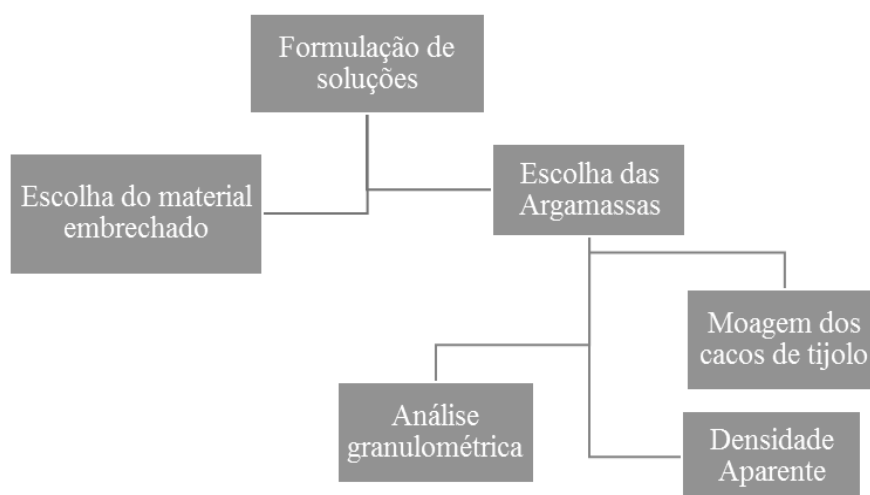 Formulação de
soluções
Escolha do material
embrechado
Escolha das
Argamassas
Moagem dos
cacos de tijolo
Análise
granulométrica
Densidade
Aparente